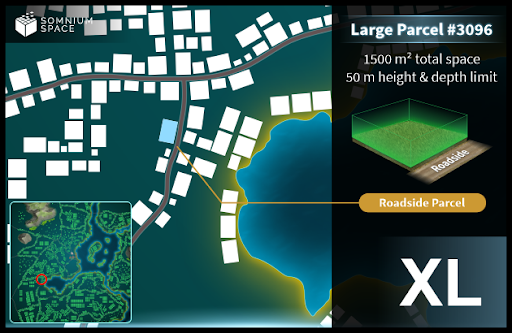 SOMNIUM
SPACE
Large Parcel #3096
1500 m² total space
50 m height & depth limit
Roadside
Roadside Parcel
XL